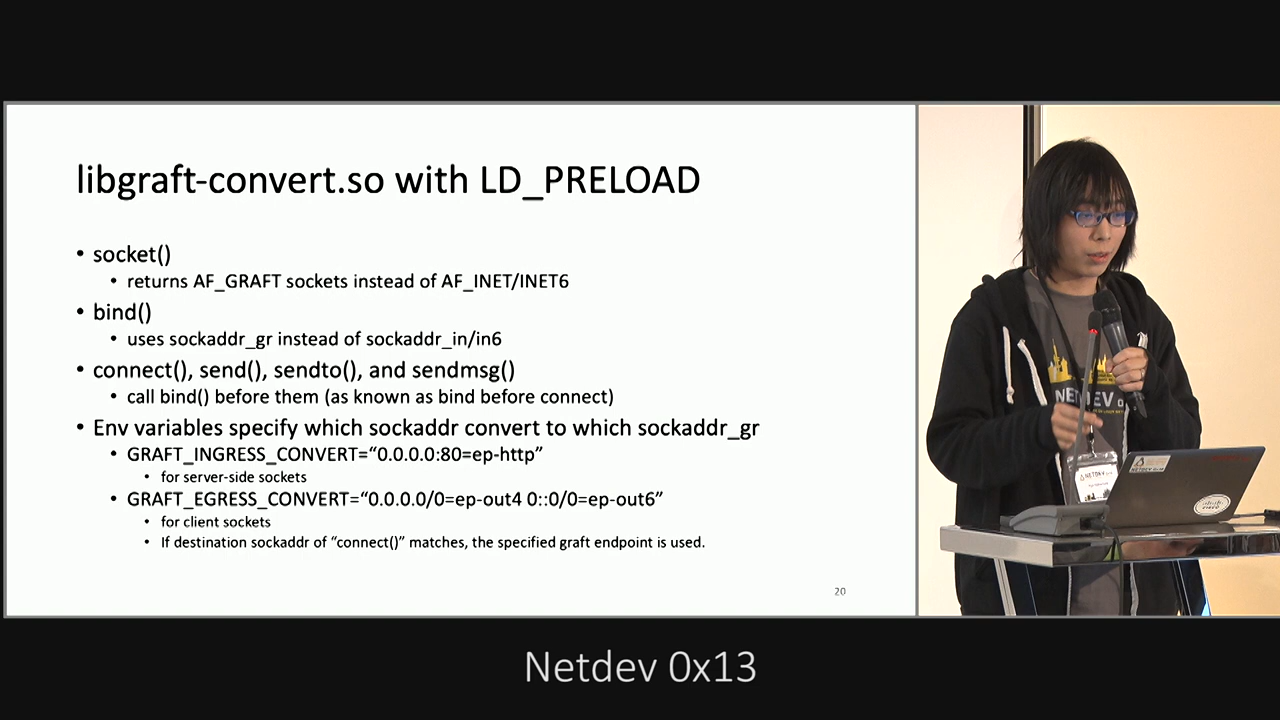 libgraft-convert.so with LD_PRELOAD
• socket()
• returns AF_GRAFT sockets instead of AF_INET/INET6
• bind()
• uses sockaddr_gr instead of sockaddr_in/in6
• connect(), send(), sendto(), and sendmsg()
• call bind() before them (as known as bind before connect)
• Env variables specify which sockaddr convert to which sockaddr_gr
• GRAFT_INGRESS_CONVERT=“0.0.0.0:80=ep-http”
• for server-side sockets
• GRAFT_EGRESS_CONVERT=“0.0.0.0/0=ep-out4 0::0/0=ep-out6”
• for client sockets
• If destination sockaddr of “connect()” matches, the specified graft endpoint is used.
20
NETDEV
NETDEV
Netdev 0x13